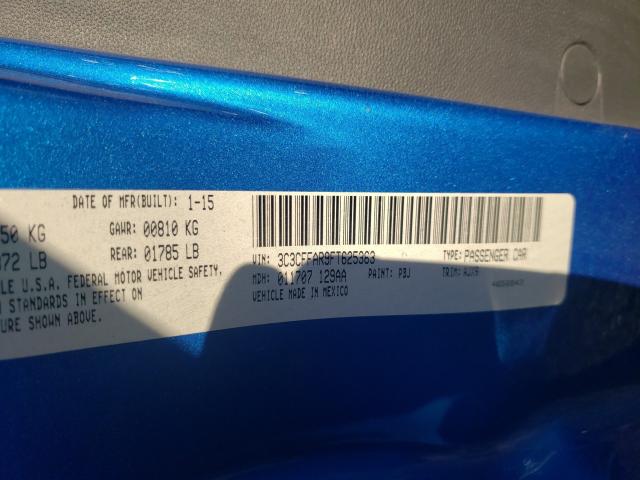 DATE OF MFR(BUILT): 1-15
50 KG GAWR: 00810 KG
72 LB REAR: 01785 LB
LE U.S.A. FEDERAL MOTOR VEHICLE SAFETY,
STANDARDS IN EFFECT ON
URE SHOWN ABOVE.
VIN: 3C3CFFAR9FT625363 TYPE: PASSENGER CAR
MDH: 011707 129AA PAINT: PBJ TRIM:
VEHICLE MADE IN MEXICO